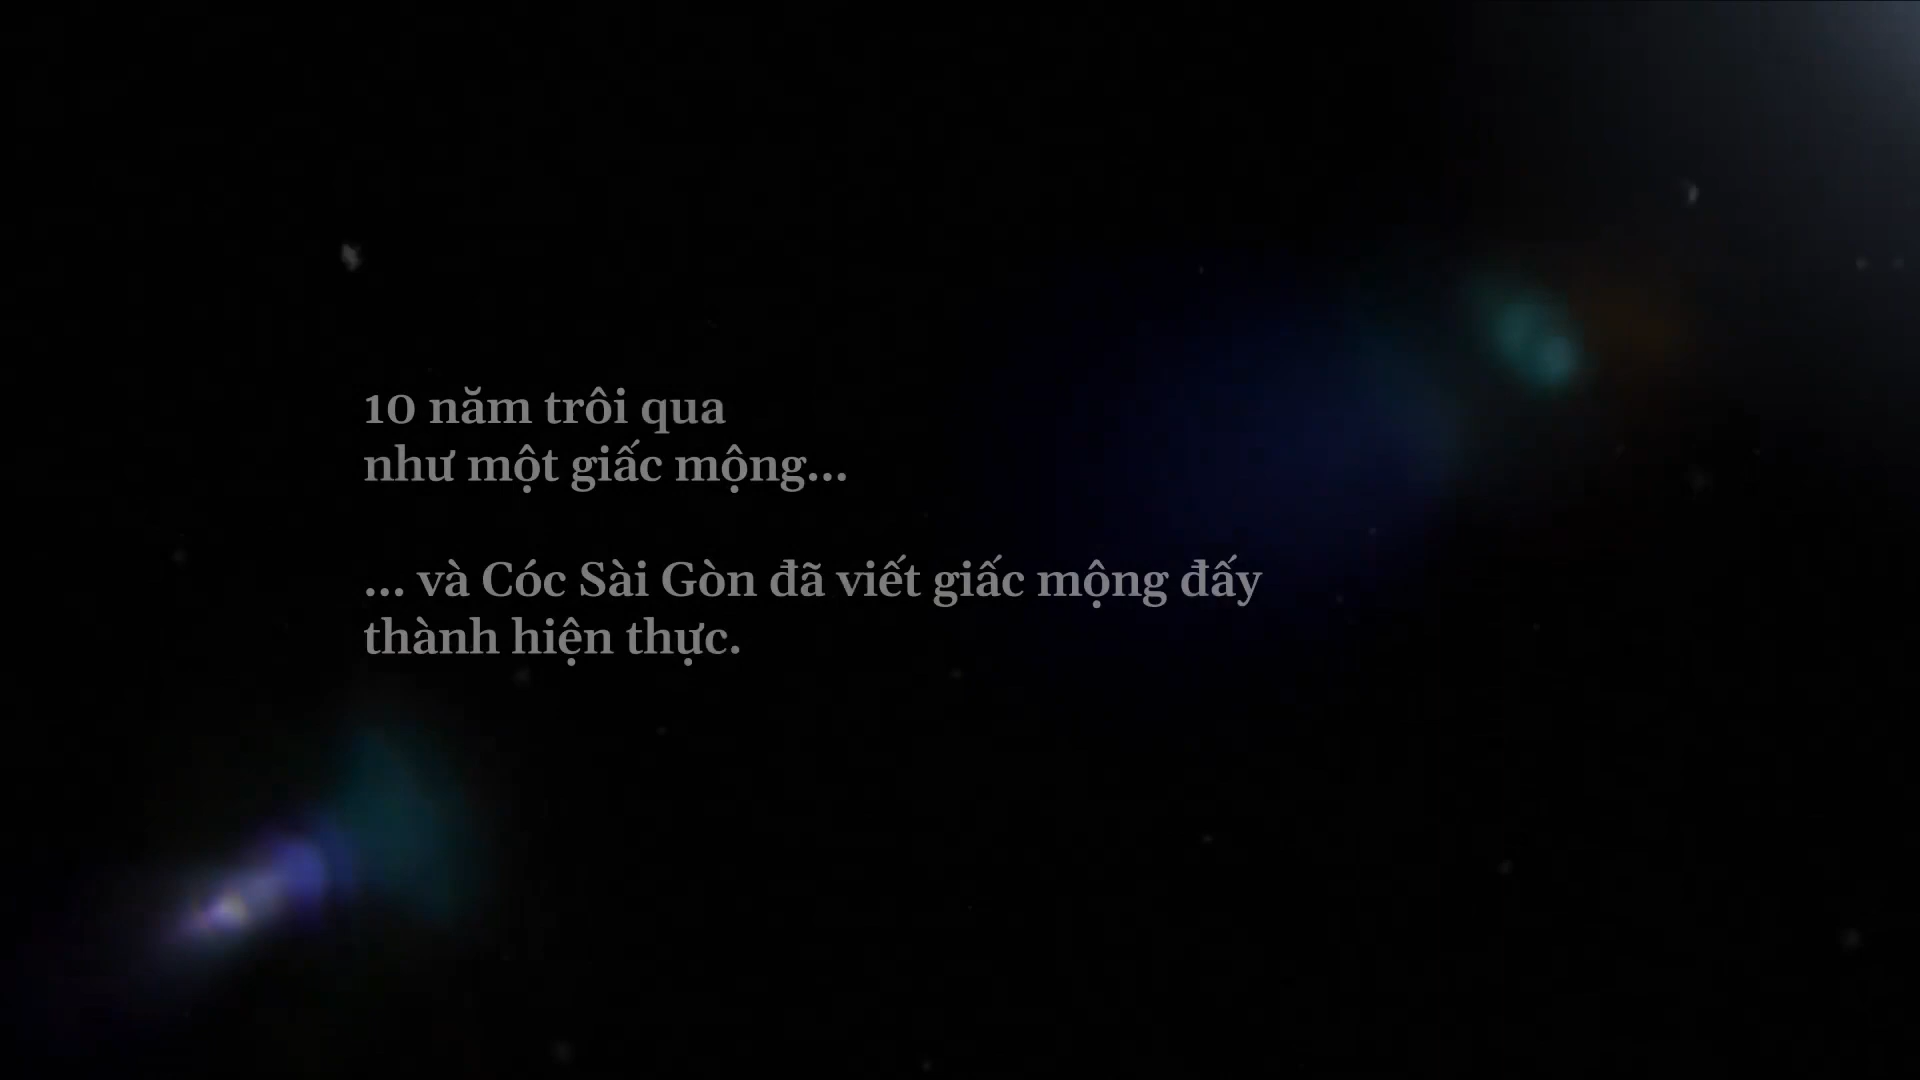 10 năm trôi qua
như một giấc mộng...
... và Cóc Sài Gòn đã viết giấc mộng đấy
thành hiện thực.